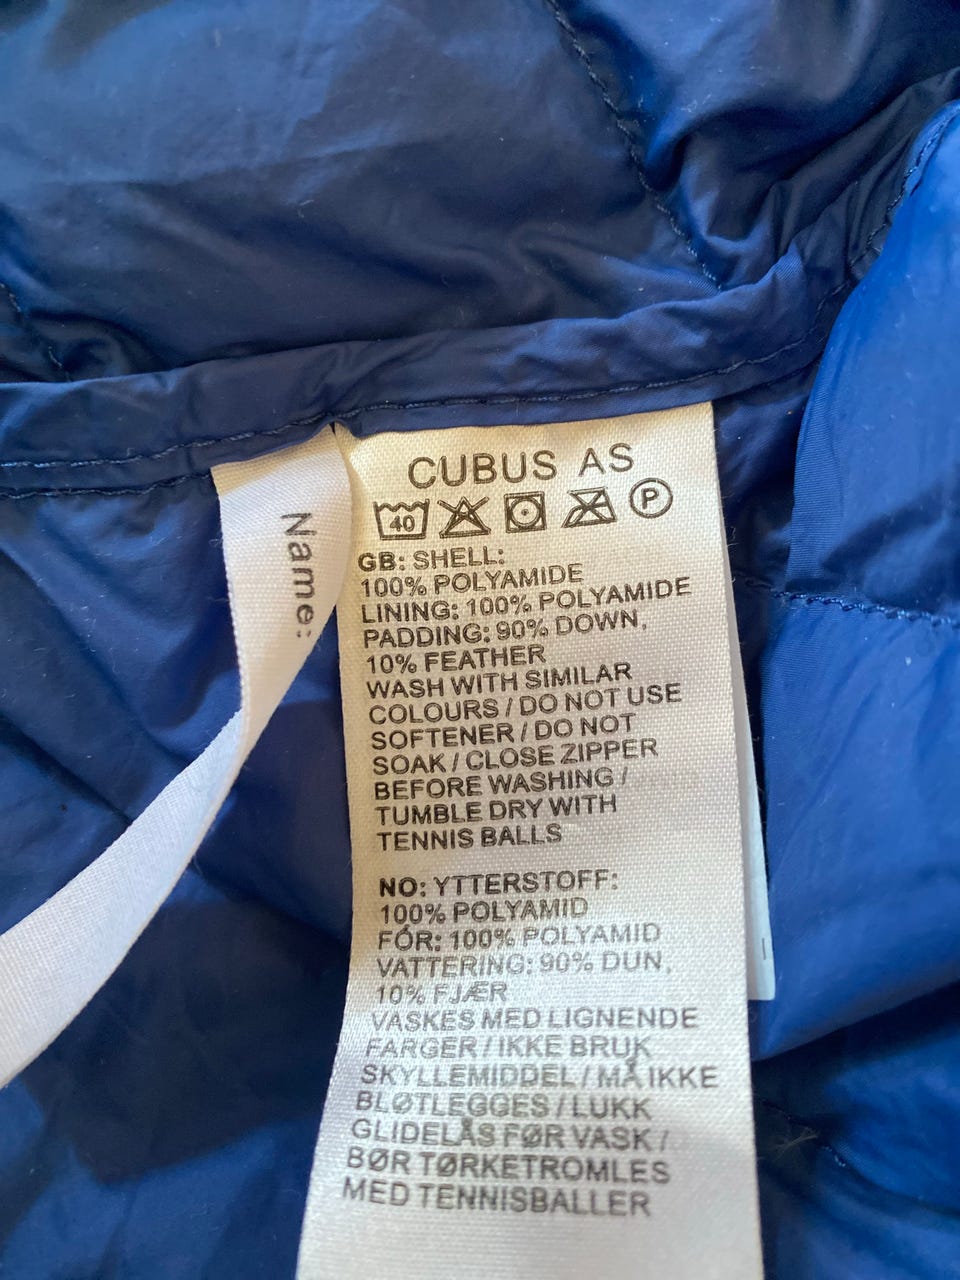 CUBUS AS
40 P
Name:
GB: SHELL:
100% POLYAMIDE
LINING: 100% POLYAMIDE
PADDING: 90% DOWN,
10% FEATHER
WASH WITH SIMILAR
COLOURS / DO NOT USE
SOFTENER / DO NOT
SOAK / CLOSE ZIPPER
BEFORE WASHING /
TUMBLE DRY WITH
TENNIS BALLS
NO: YTTERSTOFF:
100% POLYAMID
FÓR: 100% POLYAMID
VATTERING: 90% DUN,
10% FJÆR
VASKES MED LIGNENDE
FARGER / IKKE BRUK
SKYLLEMIDDEL / MÅ IKKE
BLØTLEGGES / LUKK
GLIDELÅS FØR VASK /
BØR TØRKETROMLES
MED TENNISBALLER